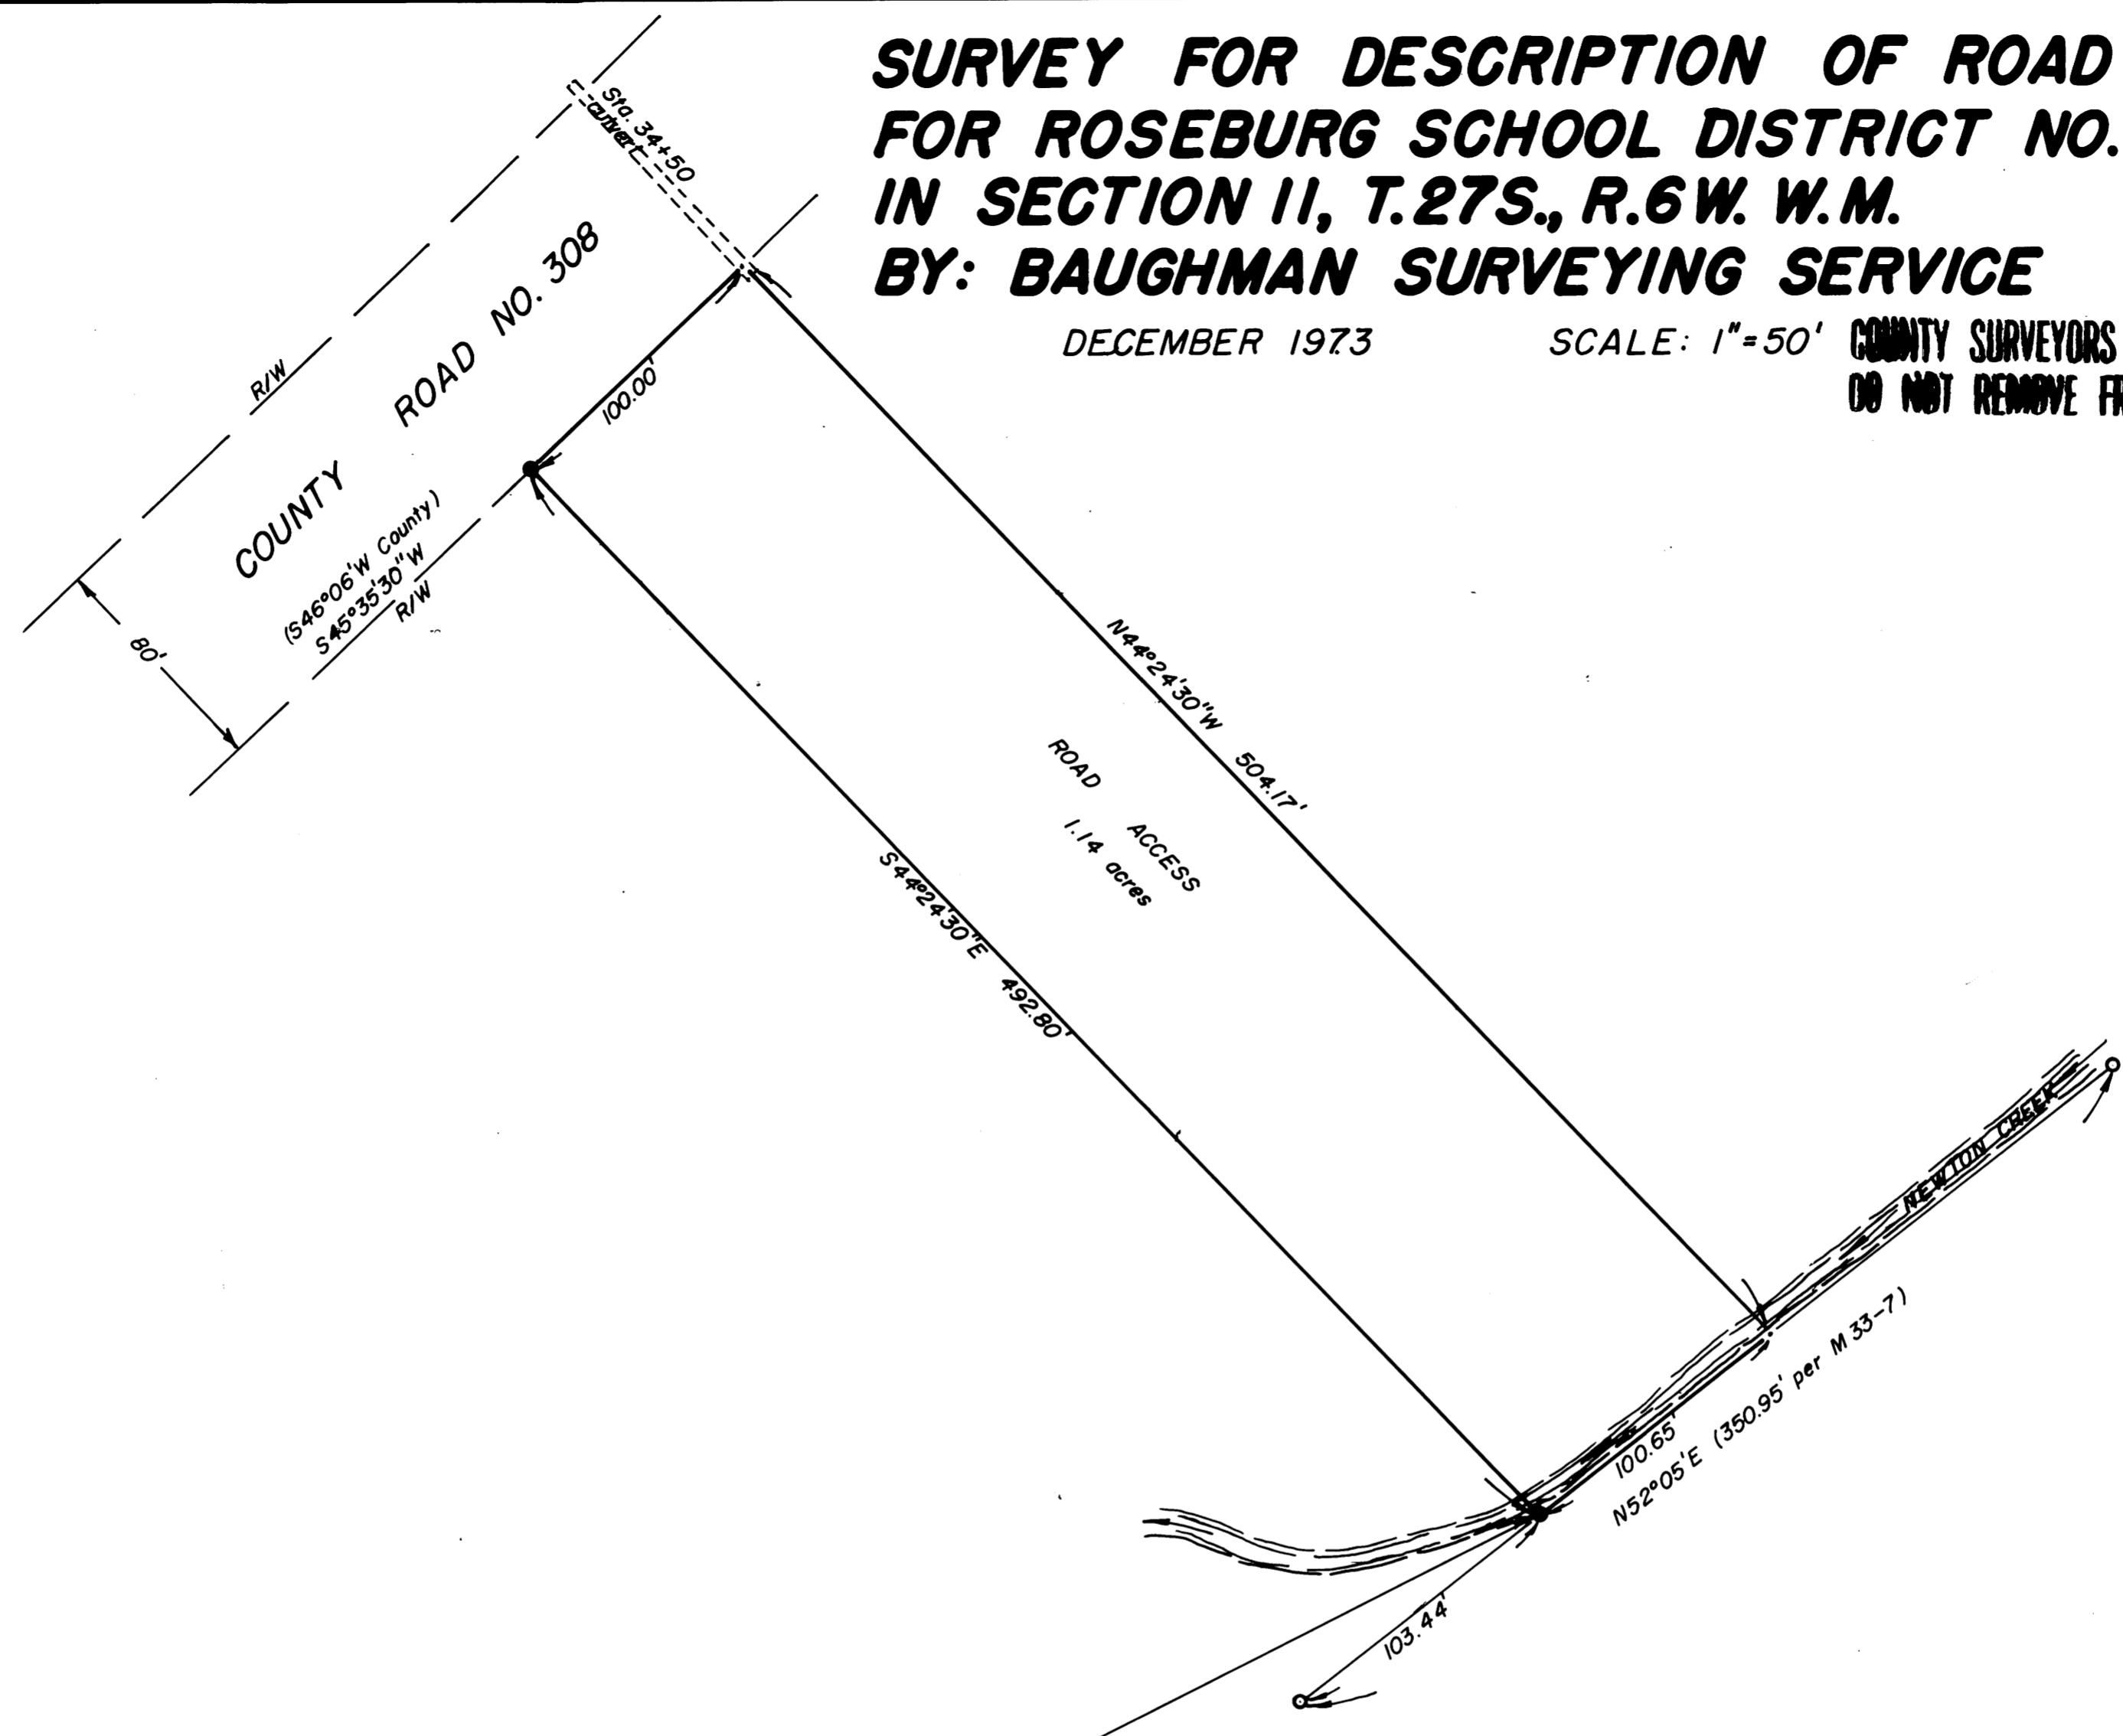 SURVEY FOR DESCRIPTION OF ROAD
FOR ROSEBURG SCHOOL DISTRICT NO.
IN SECTION 11, T.27S., R.6W. W.M.
BY: BAUGHMAN SURVEYING SERVICE
DECEMBER 1973
SCALE: 1"=50'
COUNTY SURVEYORS
DO NOT REMOVE FR
Sta. 34+50
Culvert
R/W
COUNTY ROAD NO. 308
100.00'
(S46°06'W County)
S45°35'30"W
R/W
80'
N44°24'30"W 504.17'
ROAD ACCESS
1.14 acres
S44°24'30"E 492.80'
NEWTON CREEK
100.65'
N52°05'E (350.95' per M 33-7)
103.44'